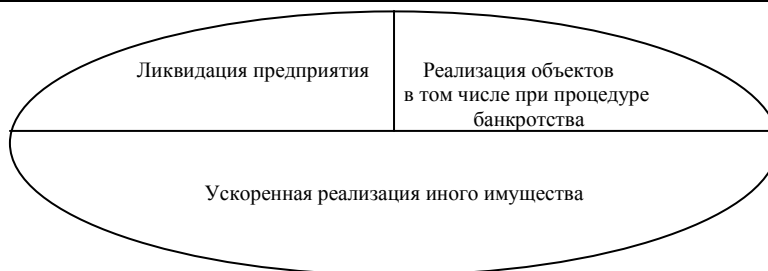 Ликвидация предприятия
Реализация объектов
в том числе при процедуре
банкротства
Ускоренная реализация иного имущества